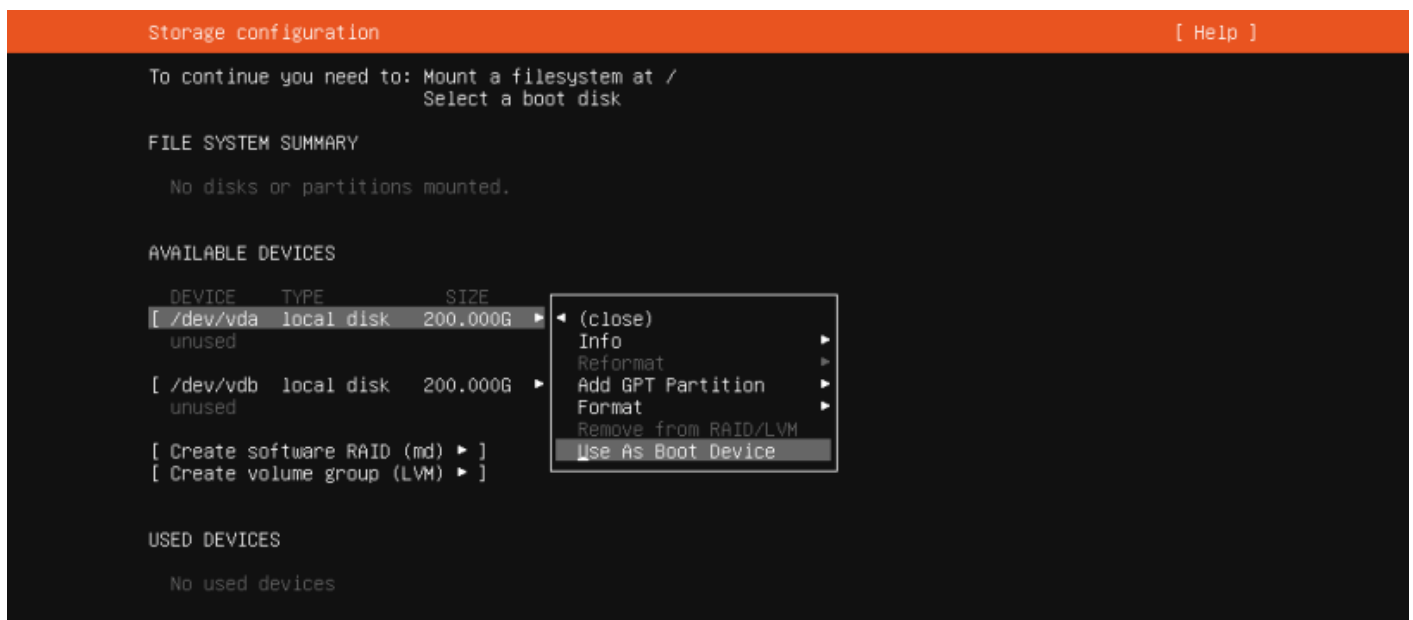 Storage configuration [ Help ]
To continue you need to: Mount a filesystem at /
Select a boot disk
FILE SYSTEM SUMMARY
No disks or partitions mounted.
AVAILABLE DEVICES
DEVICE TYPE SIZE
[ /dev/vda local disk 200.000G ▸
unused
[ /dev/vdb local disk 200.000G ▸
unused
[ Create software RAID (md) ▸ ]
[ Create volume group (LVM) ▸ ]
◂ (close)
Info ▸
Reformat ▸
Add GPT Partition ▸
Format ▸
Remove from RAID/LVM
Use As Boot Device
USED DEVICES
No used devices